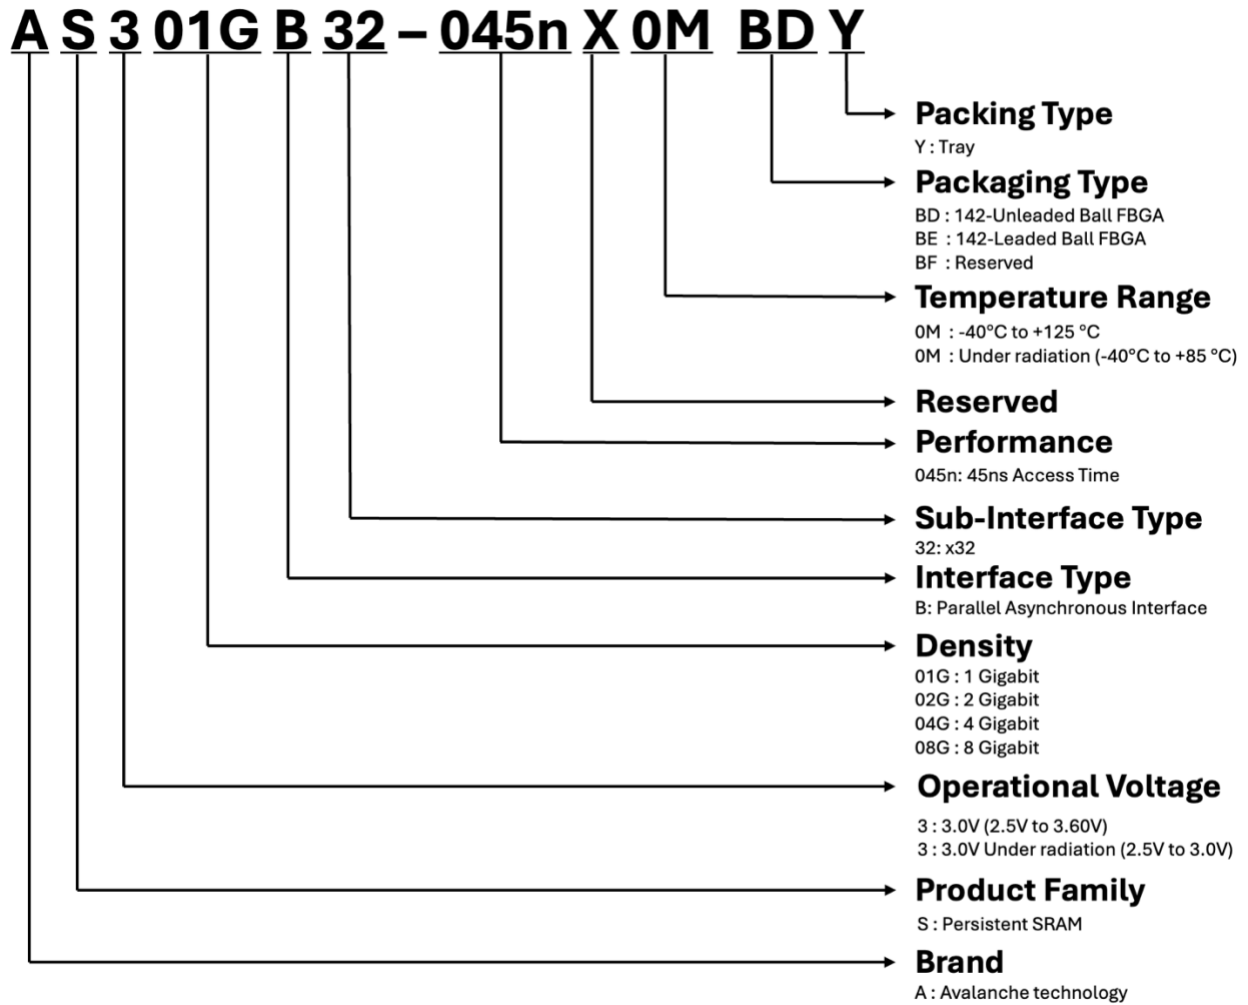 A S 3 01G B 32 – 045n X 0M BD Y
Packing Type
Y : Tray
Packaging Type
BD : 142-Unleaded Ball FBGA
BE : 142-Leaded Ball FBGA
BF : Reserved
Temperature Range
0M : -40°C to +125 °C
0M : Under radiation (-40°C to +85 °C)
Reserved
Performance
045n: 45ns Access Time
Sub-Interface Type
32: x32
Interface Type
B: Parallel Asynchronous Interface
Density
01G : 1 Gigabit
02G : 2 Gigabit
04G : 4 Gigabit
08G : 8 Gigabit
Operational Voltage
3 : 3.0V (2.5V to 3.60V)
3 : 3.0V Under radiation (2.5V to 3.0V)
Product Family
S : Persistent SRAM
Brand
A : Avalanche technology